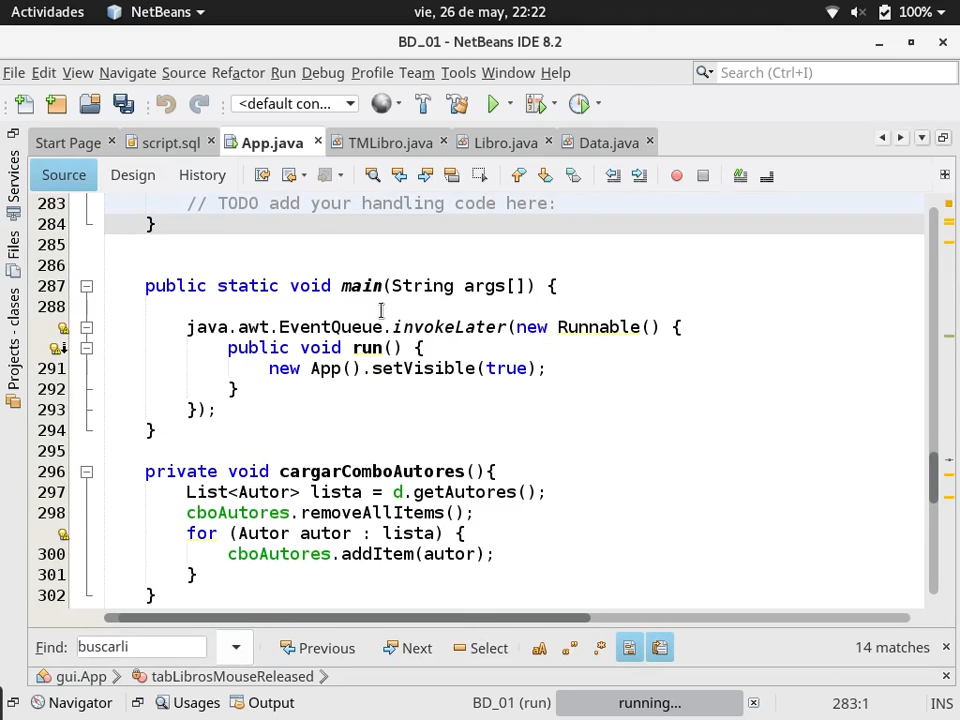 Actividades NetBeans vie, 26 de may, 22:22 100%
BD_01 - NetBeans IDE 8.2
File Edit View Navigate Source Refactor Run Debug Profile Team Tools Window Help Search (Ctrl+I)
<default con...
Start Page script.sql App.java TMLibro.java Libro.java Data.java
Source Design History
Services
Files
Projects - clases
283 // TODO add your handling code here:
284 }
285
286
287 public static void main(String args[]) {
288
java.awt.EventQueue.invokeLater(new Runnable() {
public void run() {
291 new App().setVisible(true);
292 }
293 });
294 }
295
296 private void cargarComboAutores(){
297 List<Autor> lista = d.getAutores();
298 cboAutores.removeAllItems();
for (Autor autor : lista) {
300 cboAutores.addItem(autor);
301 }
302 }
Find: buscarli Previous Next Select 14 matches
gui.App tabLibrosMouseReleased
Navigator Usages Output BD_01 (run) running... 283:1 INS